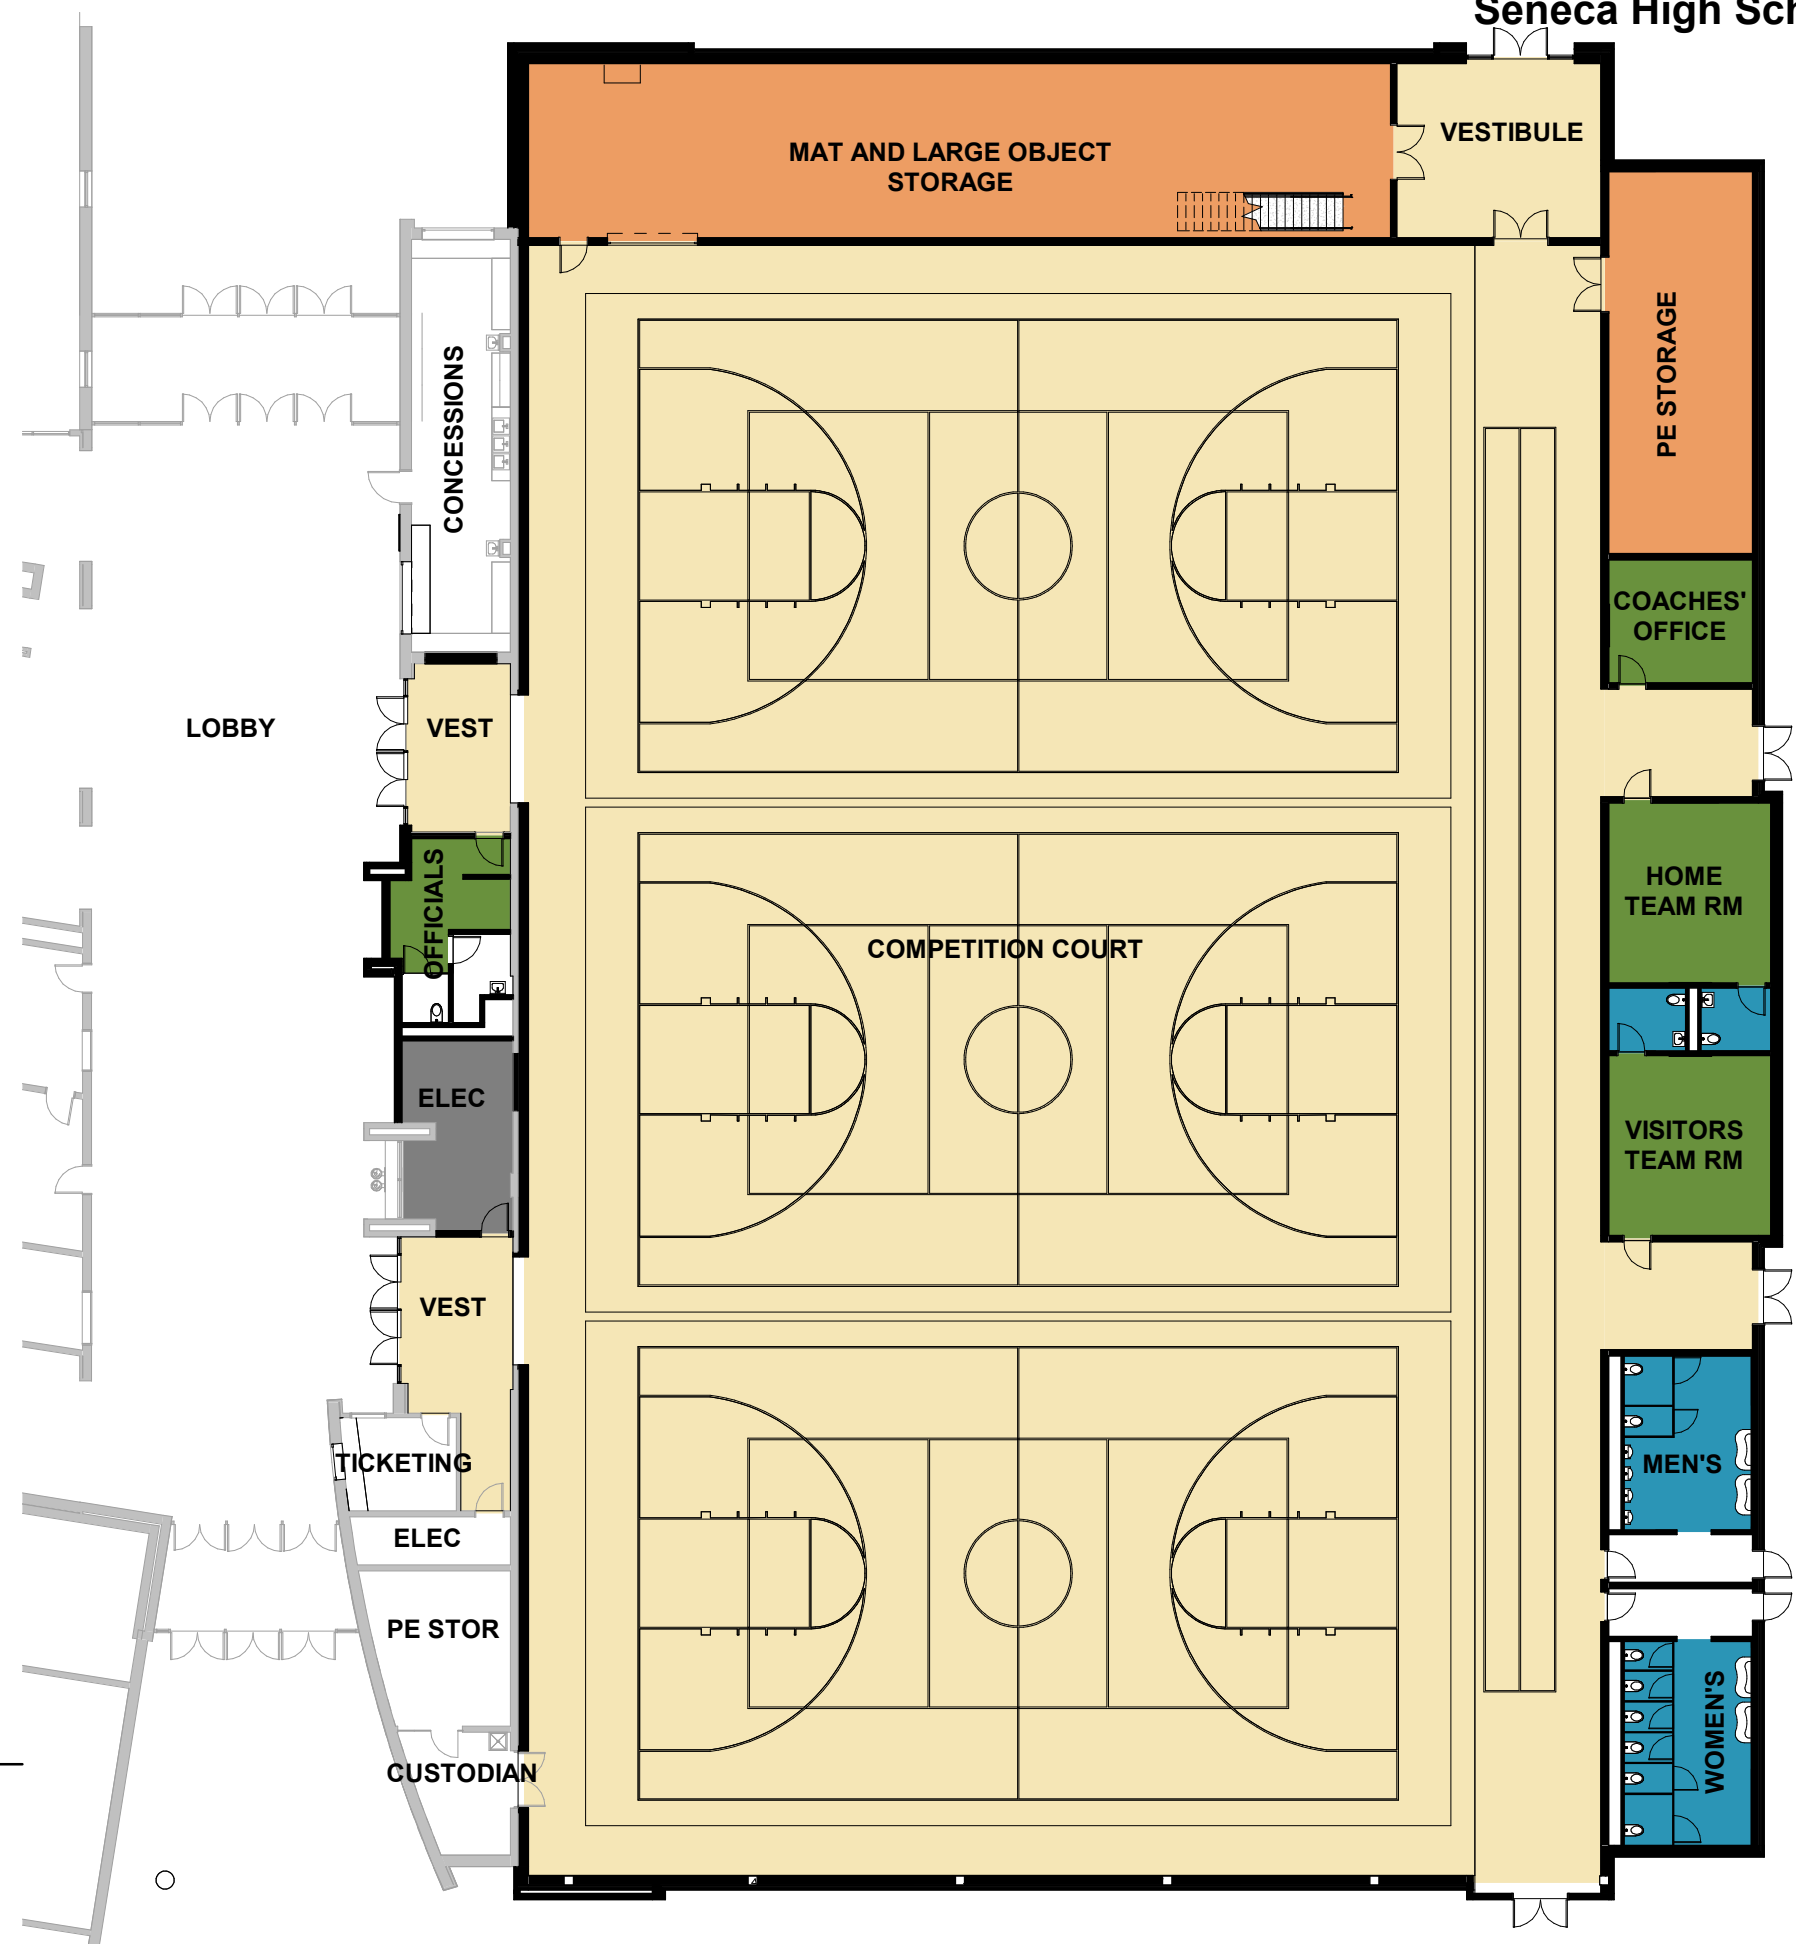 Seneca High Sch
VESTIBULE
MAT AND LARGE OBJECT
STORAGE
PE STORAGE
CONCESSIONS
COACHES'
OFFICE
LOBBY
VEST
OFFICIALS
HOME
TEAM RM
COMPETITION COURT
ELEC
VISITORS
TEAM RM
VEST
TICKETING
MEN'S
ELEC
PE STOR
WOMEN'S
CUSTODIAN